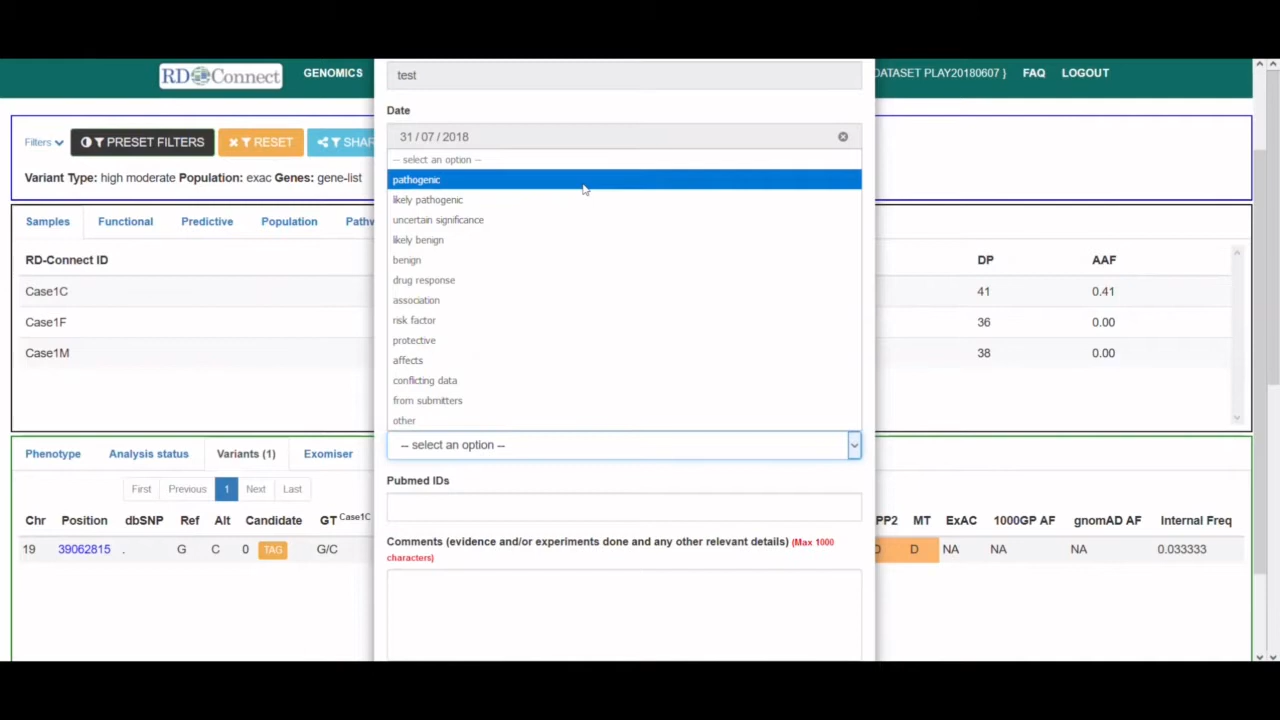 RD Connect
GENOMICS
DATASET PLAY20180607 }
FAQ
LOGOUT
test
Date
31 / 07 / 2018
Filters
PRESET FILTERS
RESET
SHAR
Variant Type: high moderate Population: exac Genes: gene-list
-- select an option --
pathogenic
likely pathogenic
uncertain significance
likely benign
benign
drug response
association
risk factor
protective
affects
conflicting data
from submitters
other
-- select an option --
Samples
Functional
Predictive
Population
Pathw
RD-Connect ID
DP
AAF
Case1C
41
0.41
Case1F
36
0.00
Case1M
38
0.00
Phenotype
Analysis status
Variants (1)
Exomiser
First
Previous
1
Next
Last
Pubmed IDs
Comments (evidence and/or experiments done and any other relevant details) (Max 1000
characters)
Chr Position dbSNP Ref Alt Candidate GT Case1C
PP2 MT ExAC 1000GP AF gnomAD AF Internal Freq
19 39062815 . G C 0 TAG G/C
D D NA NA NA 0.033333